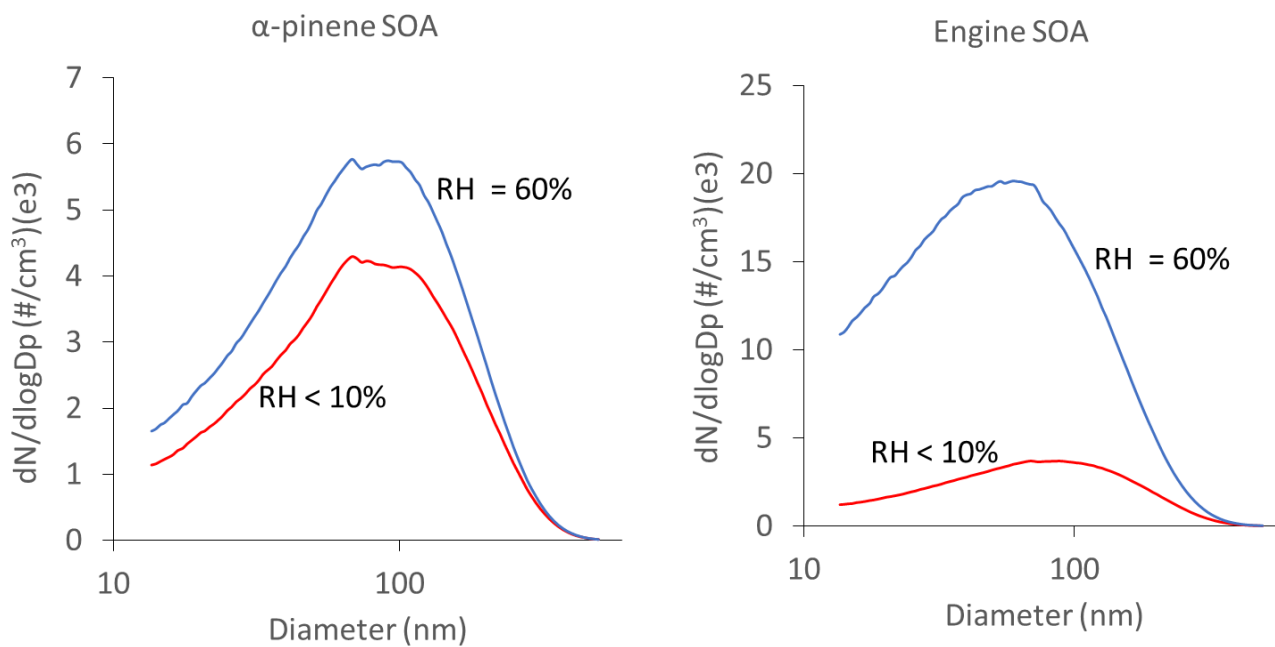 α-pinene SOA
7
6
5
4
3
2
1
0
dN/dlogDp (#/cm³)(e3)
RH = 60%
RH < 10%
10
100
Diameter (nm)
Engine SOA
25
20
15
10
5
0
dN/dlogDp (#/cm³)(e3)
RH = 60%
RH < 10%
10
100
Diameter (nm)